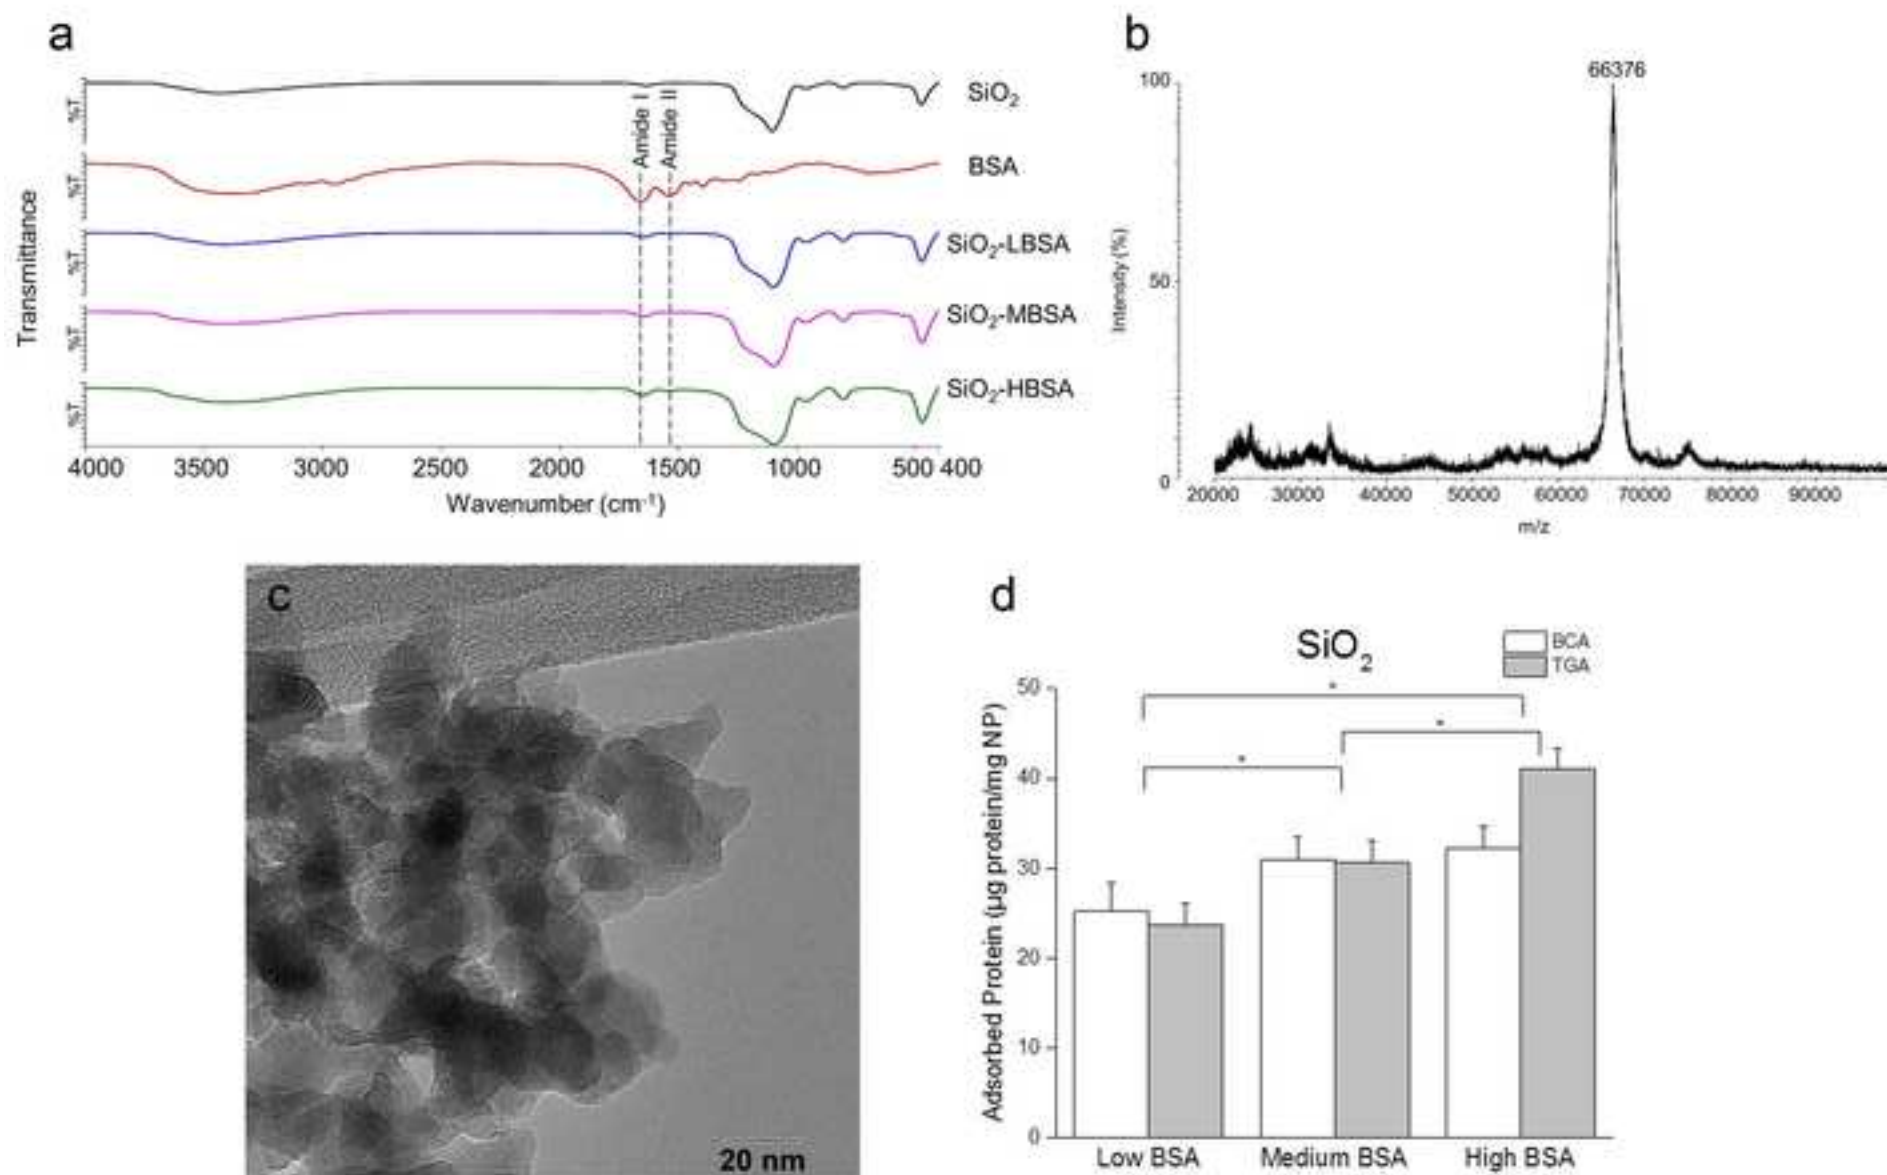 a
SiO₂
%T
Amide I
Amide II
BSA
%T
SiO₂-LBSA
%T
SiO₂-MBSA
%T
SiO₂-HBSA
%T
Transmittance
4000 3500 3000 2500 2000 1500 1000 500 400
Wavenumber (cm⁻¹)
b
66376
100
50
0
Intensity (%)
20000 30000 40000 50000 60000 70000 80000 90000
m/z
c
20 nm
d
SiO₂
BCA
TGA
50
40
30
20
10
0
*
*
*
Adsorbed Protein (µg protein/mg NP)
Low BSA Medium BSA High BSA